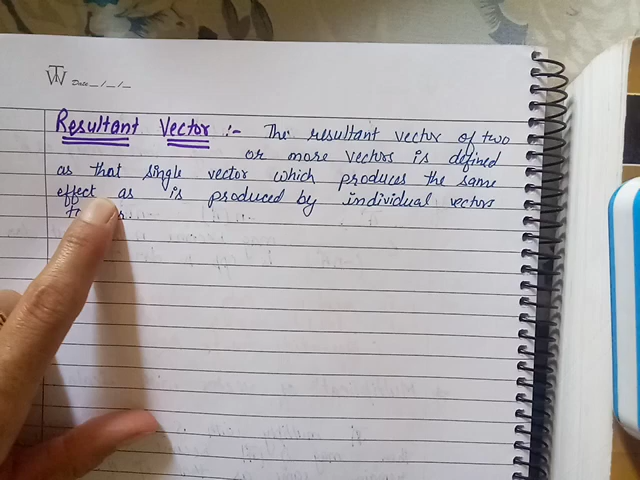 TW Date _ / _ / _
Resultant Vector :- The resultant vector of two
or more vectors is defined
as that single vector which produces the same
effect as is produced by individual vectors